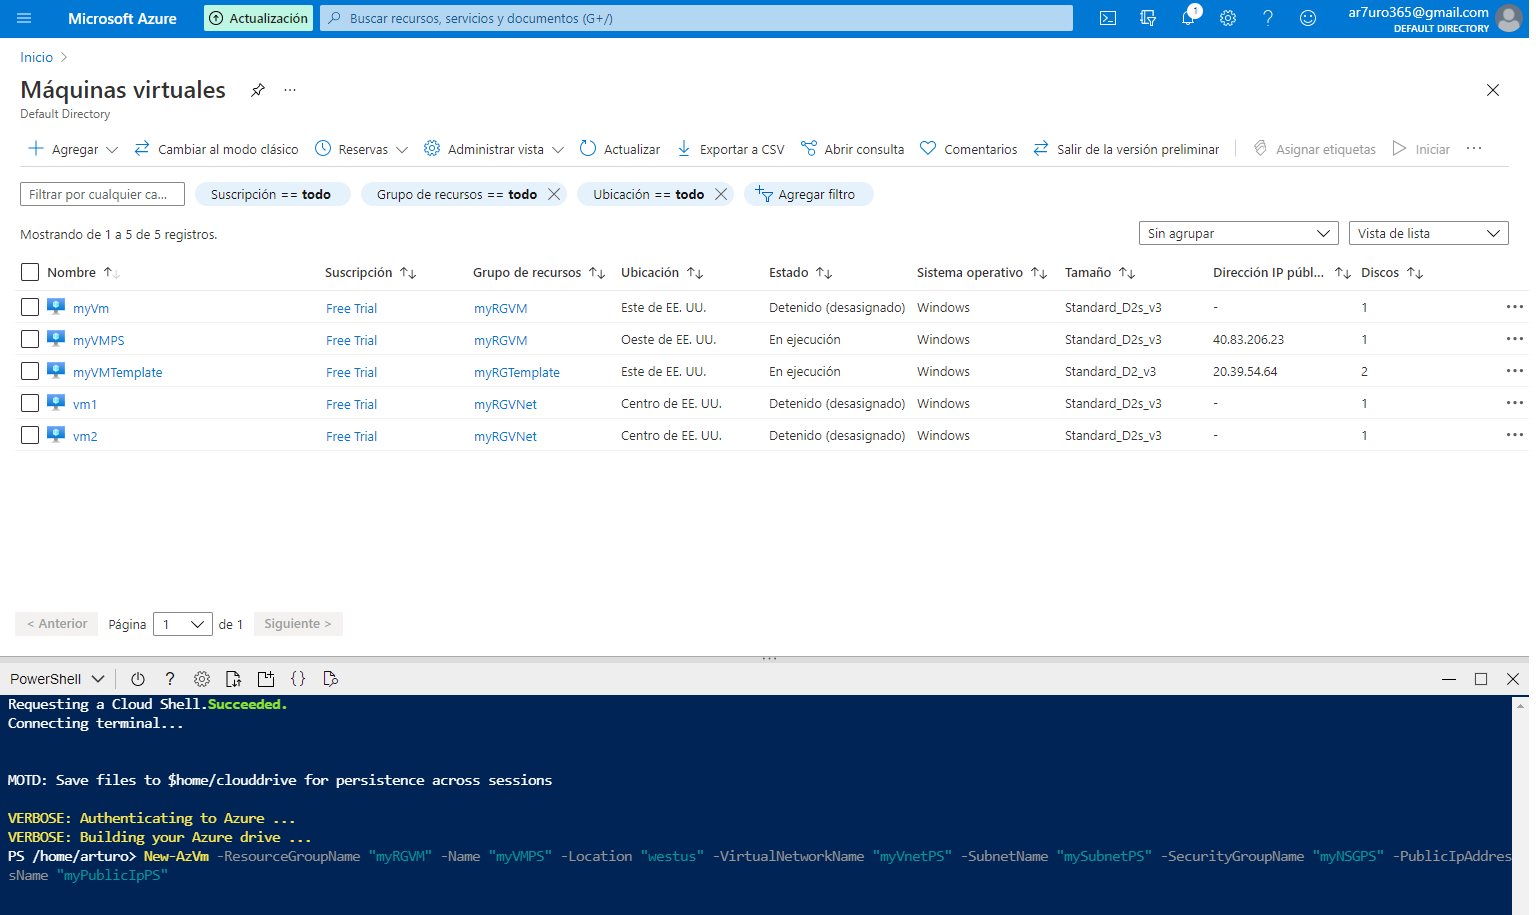 Microsoft Azure
Actualización
Buscar recursos, servicios y documentos (G+/)
1
ar7uro365@gmail.com
DEFAULT DIRECTORY
Inicio >
Máquinas virtuales
Default Directory
Agregar
Cambiar al modo clásico
Reservas
Administrar vista
Actualizar
Exportar a CSV
Abrir consulta
Comentarios
Salir de la versión preliminar
Asignar etiquetas
Iniciar
Filtrar por cualquier ca...
Suscripción == todo
Grupo de recursos == todo
Ubicación == todo
Agregar filtro
Mostrando de 1 a 5 de 5 registros.
Sin agrupar
Vista de lista
Nombre Suscripción Grupo de recursos Ubicación Estado Sistema operativo Tamaño Dirección IP públ... Discos
myVm Free Trial myRGVM Este de EE. UU. Detenido (desasignado) Windows Standard_D2s_v3 - 1
myVMPS Free Trial myRGVM Oeste de EE. UU. En ejecución Windows Standard_D2s_v3 40.83.206.23 1
myVMTemplate Free Trial myRGTemplate Este de EE. UU. En ejecución Windows Standard_D2_v3 20.39.54.64 2
vm1 Free Trial myRGVNet Centro de EE. UU. Detenido (desasignado) Windows Standard_D2s_v3 - 1
vm2 Free Trial myRGVNet Centro de EE. UU. Detenido (desasignado) Windows Standard_D2s_v3 - 1
< Anterior Página 1 de 1 Siguiente >
PowerShell
Requesting a Cloud Shell.Succeeded.
Connecting terminal...
MOTD: Save files to $home/clouddrive for persistence across sessions
VERBOSE: Authenticating to Azure ...
VERBOSE: Building your Azure drive ...
PS /home/arturo> New-AzVm -ResourceGroupName "myRGVM" -Name "myVMPS" -Location "westus" -VirtualNetworkName "myVnetPS" -SubnetName "mySubnetPS" -SecurityGroupName "myNSGPS" -PublicIpAddres
sName "myPublicIpPS"